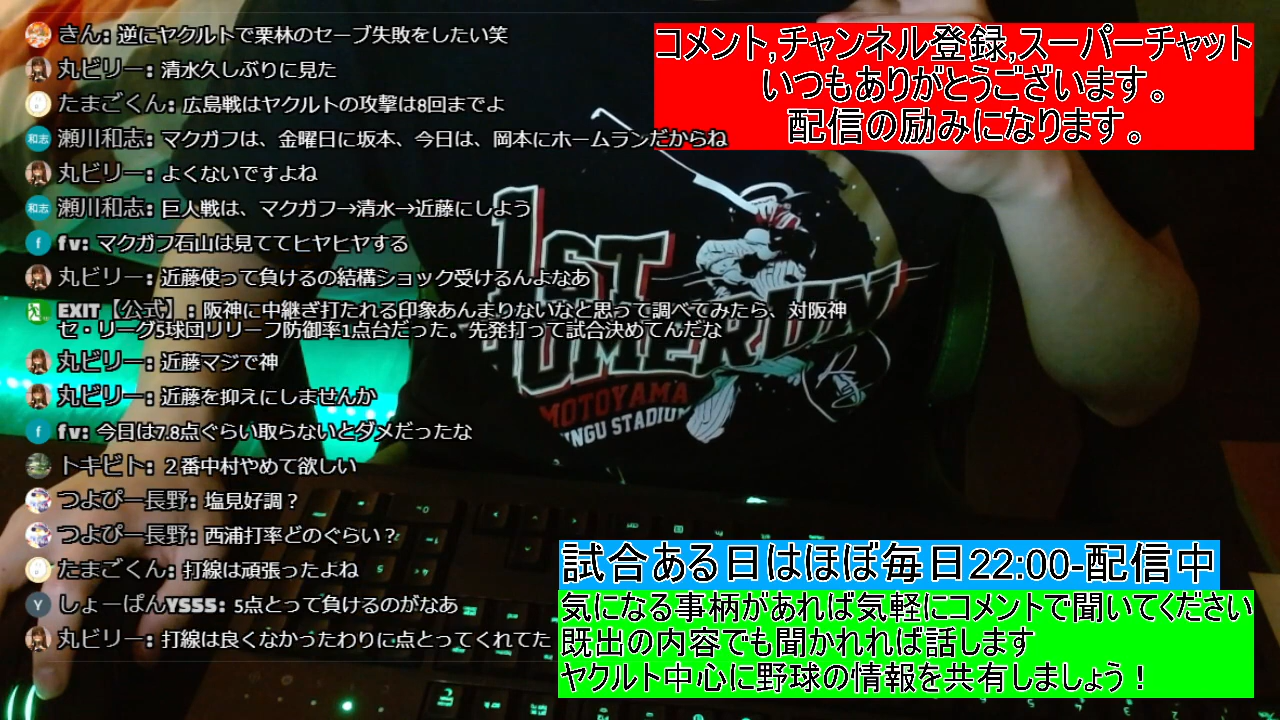 きん: 逆にヤクルトで栗林のセーブ失敗をしたい笑
丸ビリー: 清水久しぶりに見た
たまごくん: 広島戦はヤクルトの攻撃は8回までよ
和志 瀬川和志: マクガフは、金曜日に坂本、今日は、岡本にホームランだからね
丸ビリー: よくないですよね
和志 瀬川和志: 巨人戦は、マクガフ→清水→近藤にしよう
f fv: マクガフ石山は見ててヒヤヒヤする
丸ビリー: 近藤使って負けるの結構ショック受けるんよなあ
EXIT【公式】: 阪神に中継ぎ打たれる印象あんまりないなと思って調べてみたら、対阪神
セ・リーグ5球団リリーフ防御率1点台だった。先発打って試合決めてんだな
丸ビリー: 近藤マジで神
丸ビリー: 近藤を抑えにしませんか
f fv: 今日は7.8点ぐらい取らないとダメだったな
トキビト: ２番中村やめて欲しい
つよぴー長野: 塩見好調？
つよぴー長野: 西浦打率どのぐらい？
たまごくん: 打線は頑張ったよね
Y しょーぱんYS55: 5点とって負けるのがなあ
丸ビリー: 打線は良くなかったわりに点とってくれてた
コメント,チャンネル登録,スーパーチャット
いつもありがとうございます。
配信の励みになります。
1ST
HOMERUN
MOTOYAMA
JINGU STADIUM
試合ある日はほぼ毎日22:00-配信中
気になる事柄があれば気軽にコメントで聞いてください
既出の内容でも聞かれれば話します
ヤクルト中心に野球の情報を共有しましょう！